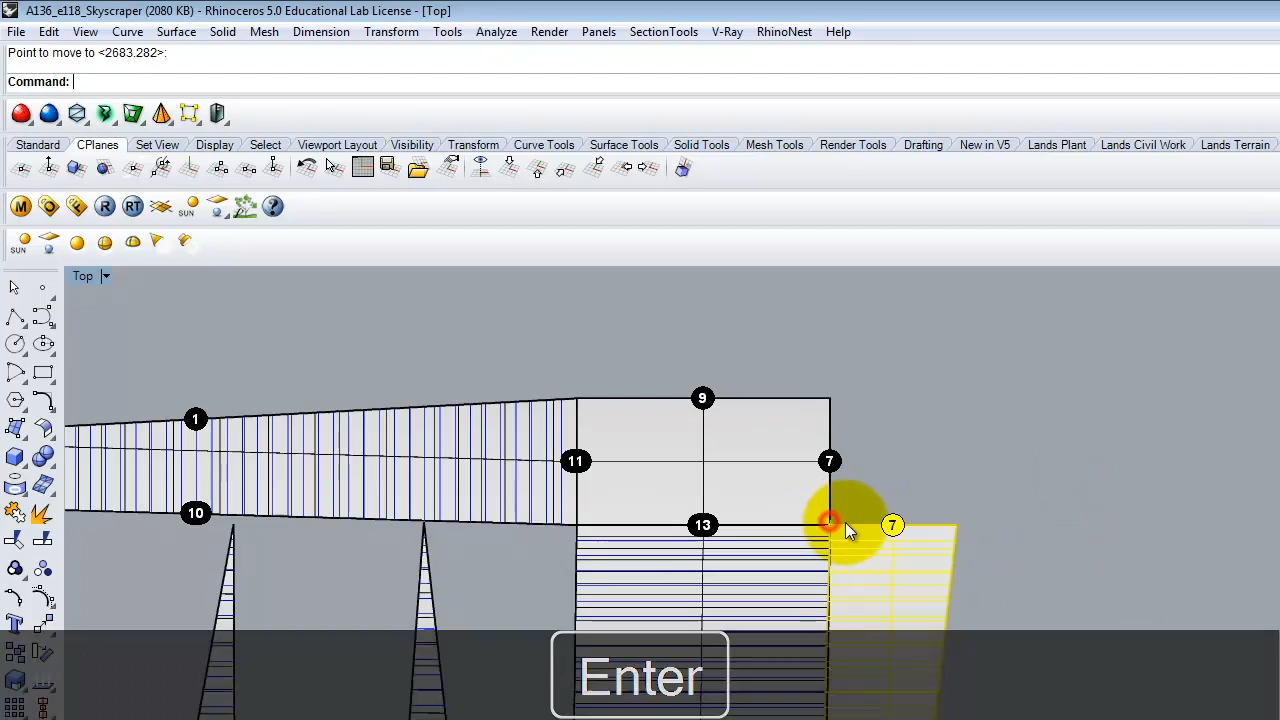 A136_e118_Skyscraper (2080 KB) - Rhinoceros 5.0 Educational Lab License - [Top]
File Edit View Curve Surface Solid Mesh Dimension Transform Tools Analyze Render Panels SectionTools V-Ray RhinoNest Help
Point to move to <2683.282>:
Command:
Standard CPlanes Set View Display Select Viewport Layout Visibility Transform Curve Tools Surface Tools Solid Tools Mesh Tools Render Tools Drafting New in V5 Lands Plant Lands Civil Work Lands Terrain
M O F R RT SUN ?
SUN
Top
9
1
11 7
10
13 7
Enter